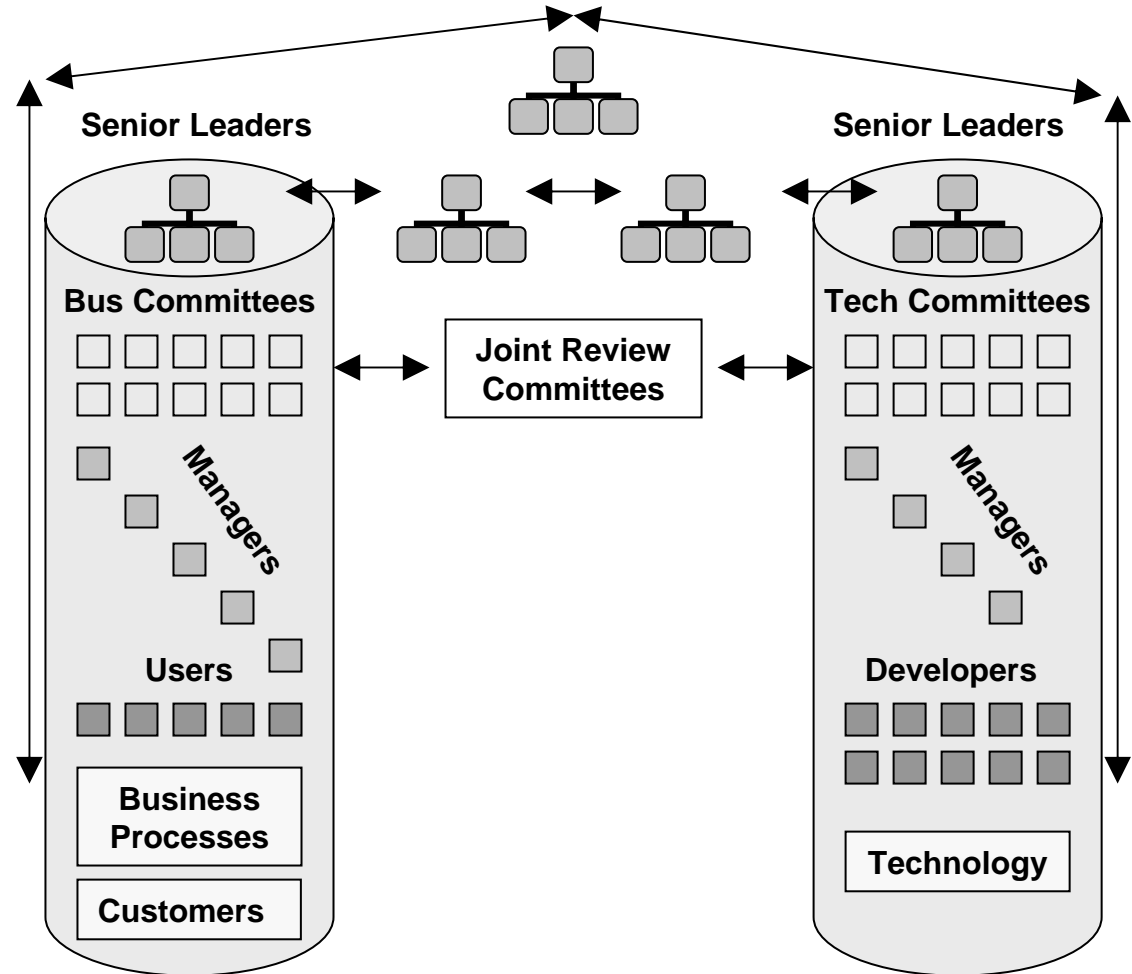 Senior Leaders
Senior Leaders
Bus Committees
Tech Committees
Joint Review
Committees
Managers
Managers
Users
Developers
Business
Processes
Technology
Customers